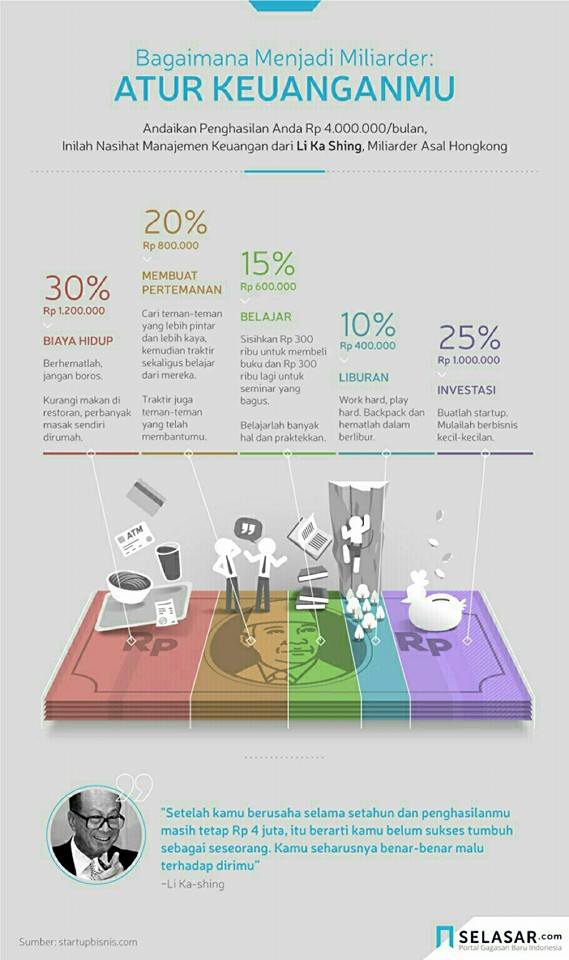 Bagaimana Menjadi Miliarder:
ATUR KEUANGANMU
Andaikan Penghasilan Anda Rp 4.000.000/bulan,
Inilah Nasihat Manajemen Keuangan dari Li Ka Shing, Miliarder Asal Hongkong
30%
Rp 1.200.000
BIAYA HIDUP
Berhematlah,
jangan boros.
Kurangi makan di
restoran, perbanyak
masak sendiri
dirumah.
20%
Rp 800.000
MEMBUAT
PERTEMANAN
Cari teman-teman
yang lebih pintar
dan lebih kaya,
kemudian traktir
sekaligus belajar
dari mereka.
Traktir juga
teman-teman
yang telah
membantumu.
15%
Rp 600.000
BELAJAR
Sisihkan Rp 300
ribu untuk membeli
buku dan Rp 300
ribu lagi untuk
seminar yang
bagus.
Belajarlah banyak
hal dan praktekkan.
10%
Rp 400.000
LIBURAN
Work hard, play
hard. Backpack dan
hematlah dalam
berlibur.
25%
Rp 1.000.000
INVESTASI
Buatlah startup.
Mulailah berbisnis
kecil-kecilan.
ATM
Rp
Rp
"Setelah kamu berusaha selama setahun dan penghasilanmu
masih tetap Rp 4 juta, itu berarti kamu belum sukses tumbuh
sebagai seseorang. Kamu seharusnya benar-benar malu
terhadap dirimu"
–Li Ka-shing
Sumber: startupbisnis.com
SELASAR.com
Portal Gagasan Baru Indonesia